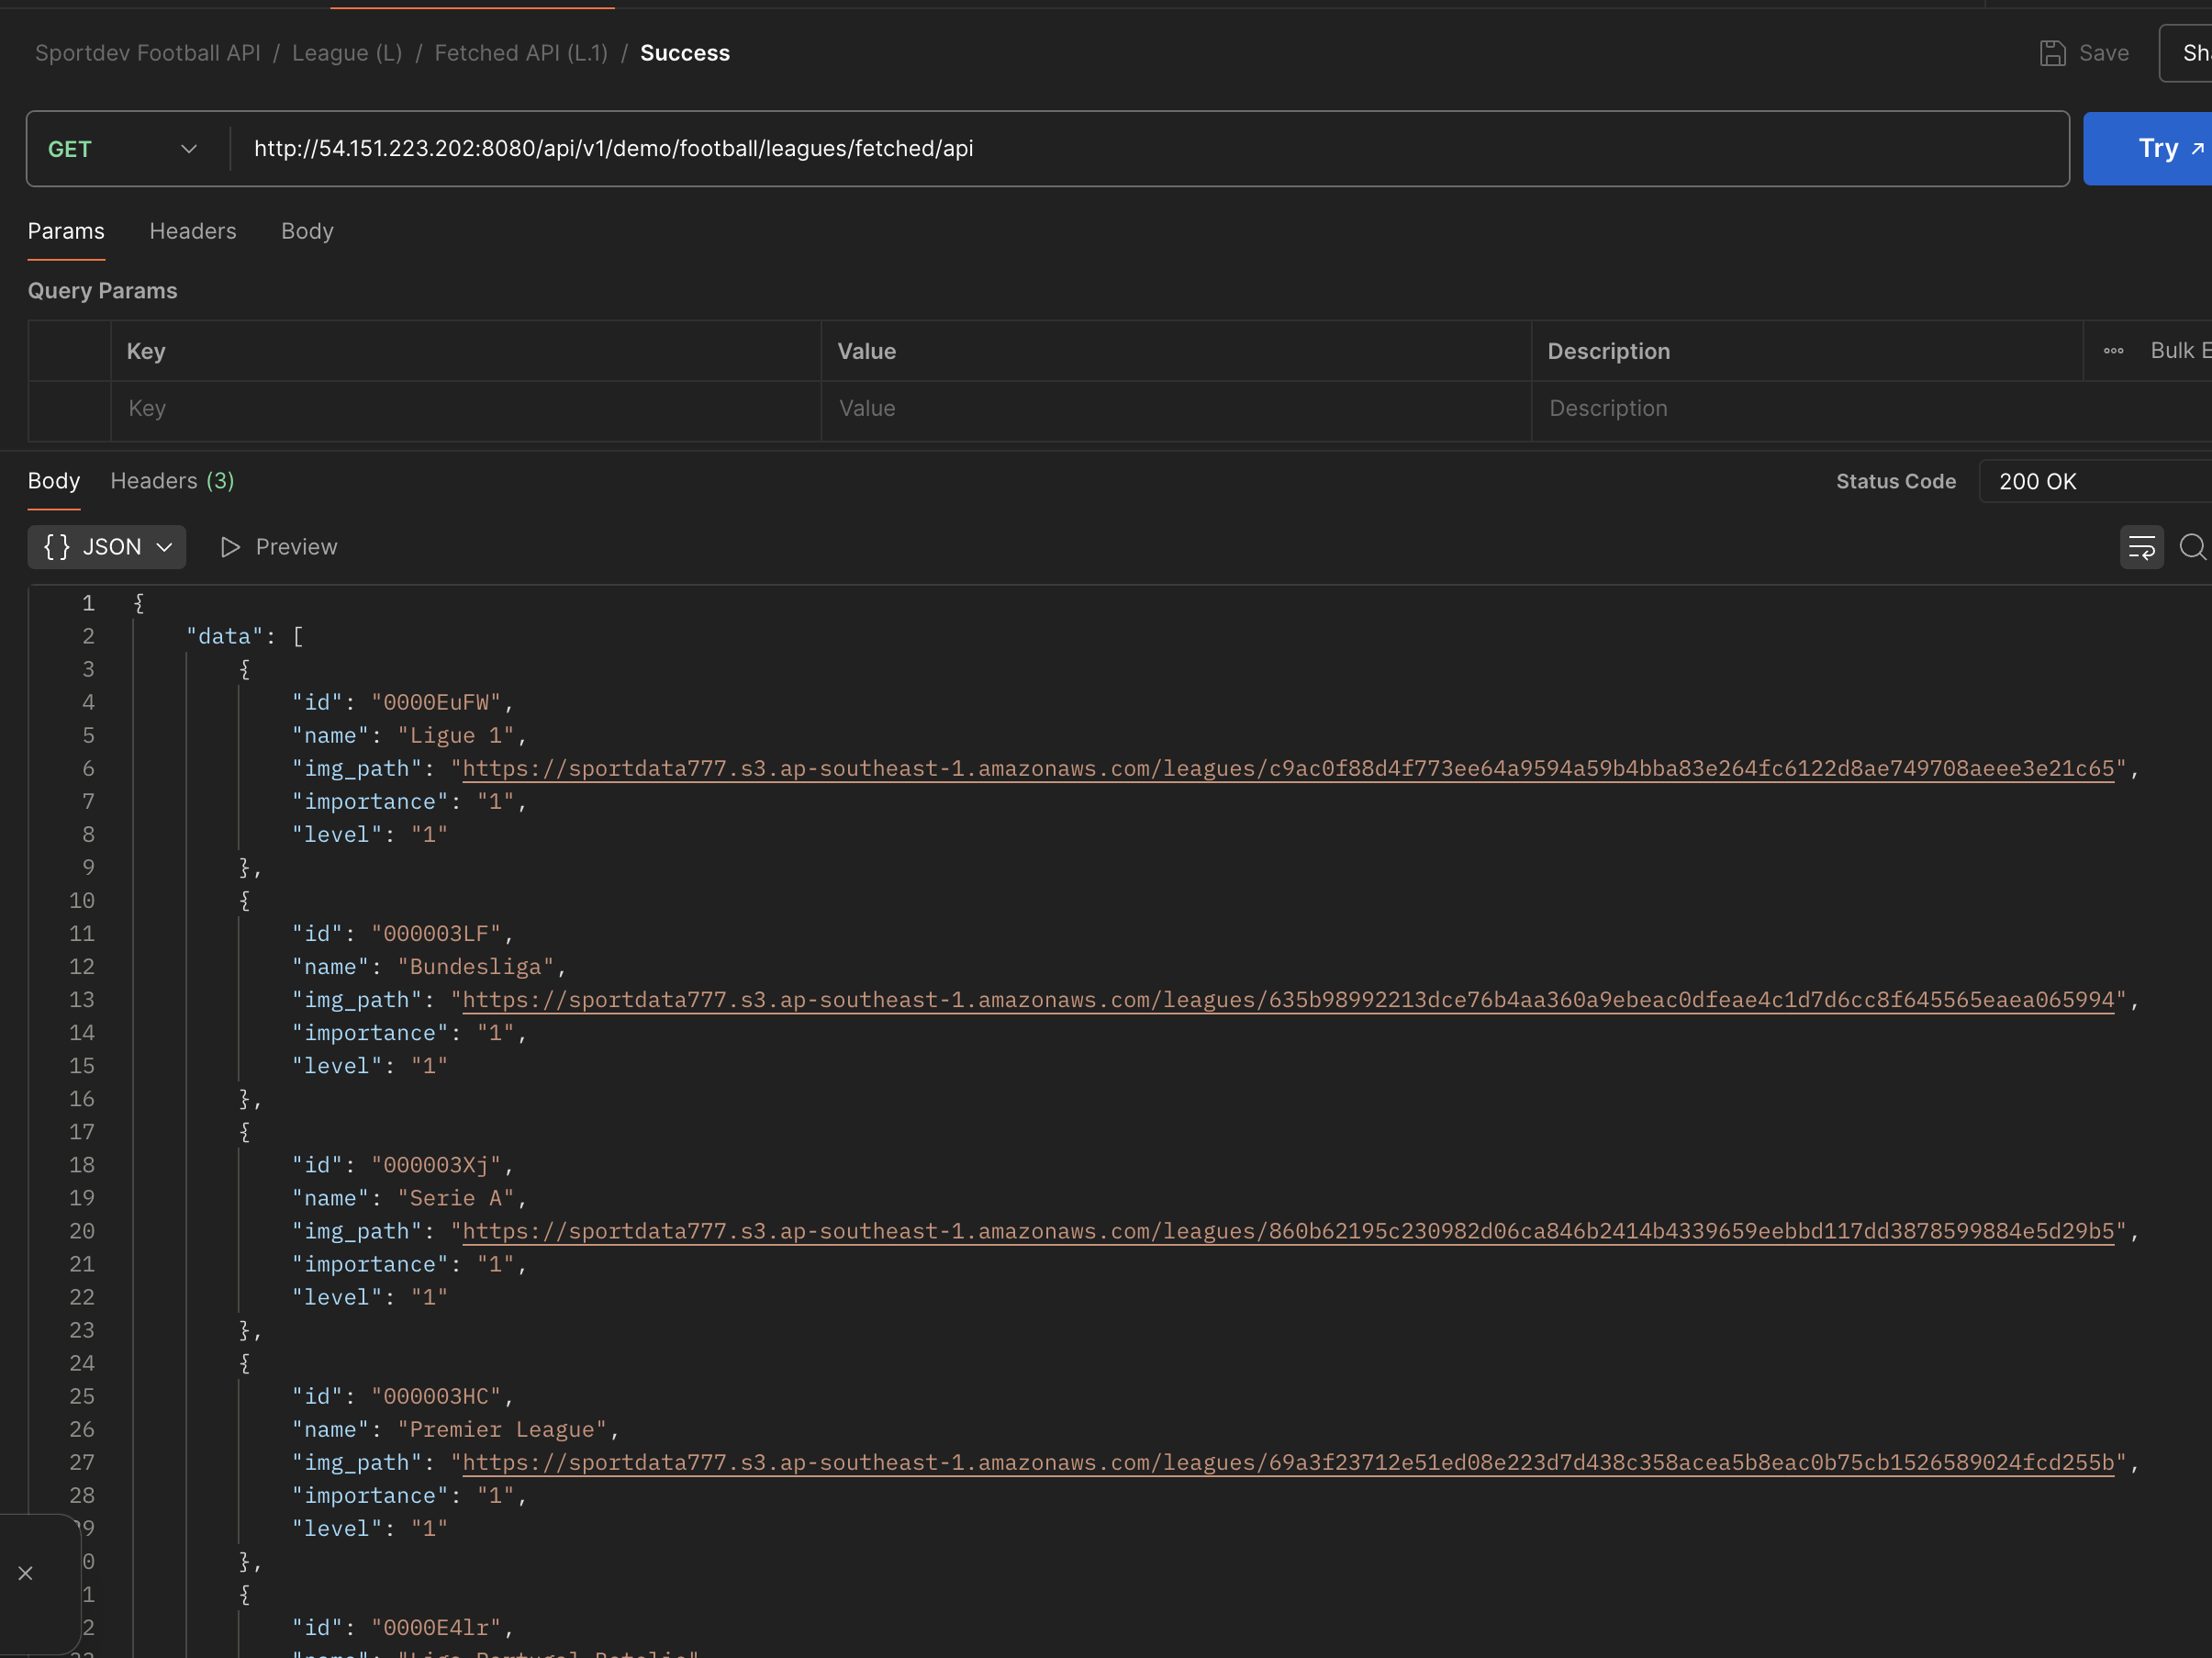 Sportdev Football API / League (L) / Fetched API (L.1) / Success
Save
GET
http://54.151.223.202:8080/api/v1/demo/football/leagues/fetched/api
Try
Params Headers Body
Query Params
Key Value Description Bulk
Key Value Description
Body Headers (3)
Status Code 200 OK
{ } JSON Preview
1 {
2 "data": [
3 {
4 "id": "0000EuFW",
5 "name": "Ligue 1",
6 "img_path": "https://sportdata777.s3.ap-southeast-1.amazonaws.com/leagues/c9ac0f88d4f773ee64a9594a59b4bba83e264fc6122d8ae749708aeee3e21c65",
7 "importance": "1",
8 "level": "1"
9 },
10 {
11 "id": "000003LF",
12 "name": "Bundesliga",
13 "img_path": "https://sportdata777.s3.ap-southeast-1.amazonaws.com/leagues/635b98992213dce76b4aa360a9ebeac0dfeae4c1d7d6cc8f645565eaea065994",
14 "importance": "1",
15 "level": "1"
16 },
17 {
18 "id": "000003Xj",
19 "name": "Serie A",
20 "img_path": "https://sportdata777.s3.ap-southeast-1.amazonaws.com/leagues/860b62195c230982d06ca846b2414b4339659eebbd117dd3878599884e5d29b5",
21 "importance": "1",
22 "level": "1"
23 },
24 {
25 "id": "000003HC",
26 "name": "Premier League",
27 "img_path": "https://sportdata777.s3.ap-southeast-1.amazonaws.com/leagues/69a3f23712e51ed08e223d7d438c358acea5b8eac0b75cb1526589024fcd255b",
28 "importance": "1",
"level": "1"
},
{
"id": "0000E4lr",